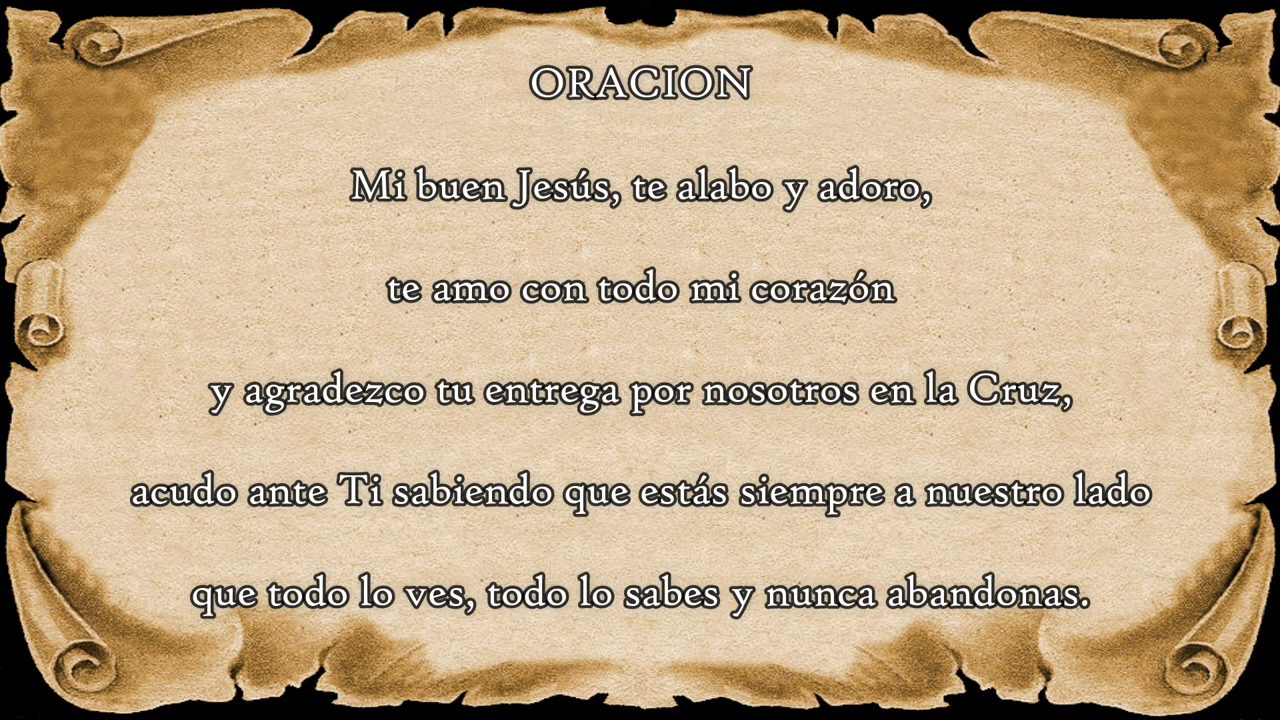 ORACION
Mi buen Jesús, te alabo y adoro,
te amo con todo mi corazón
y agradezco tu entrega por nosotros en la Cruz,
acudo ante Ti sabiendo que estás siempre a nuestro lado
que todo lo ves, todo lo sabes y nunca abandonas.